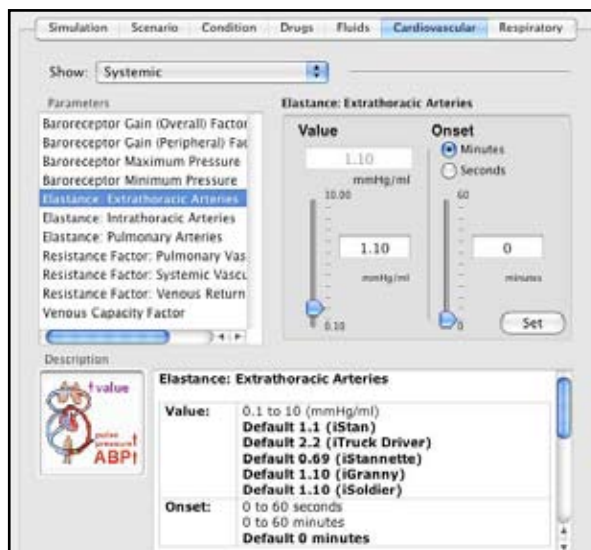 Simulation Scenario Condition Drugs Fluids Cardiovascular Respiratory
Show: Systemic
Parameters
Baroreceptor Gain (Overall) Factor
Baroreceptor Gain (Peripheral) Fac
Baroreceptor Maximum Pressure
Baroreceptor Minimum Pressure
Elastance: Extrathoracic Arteries
Elastance: Intrathoracic Arteries
Elastance: Pulmonary Arteries
Resistance Factor: Pulmonary Vas
Resistance Factor: Systemic Vascu
Resistance Factor: Venous Return
Venous Capacity Factor
Elastance: Extrathoracic Arteries
Value
1.10
mmHg/ml
10.00
1.10
mmHg/ml
0.10
Onset
Minutes
Seconds
60
0
minutes
0
Set
Description
↑value
pulse
pressure↑
ABP↑
Elastance: Extrathoracic Arteries
Value: 0.1 to 10 (mmHg/ml)
Default 1.1 (iStan)
Default 2.2 (iTruck Driver)
Default 0.69 (iStannette)
Default 1.10 (iGranny)
Default 1.10 (iSoldier)
Onset: 0 to 60 seconds
0 to 60 minutes
Default 0 minutes